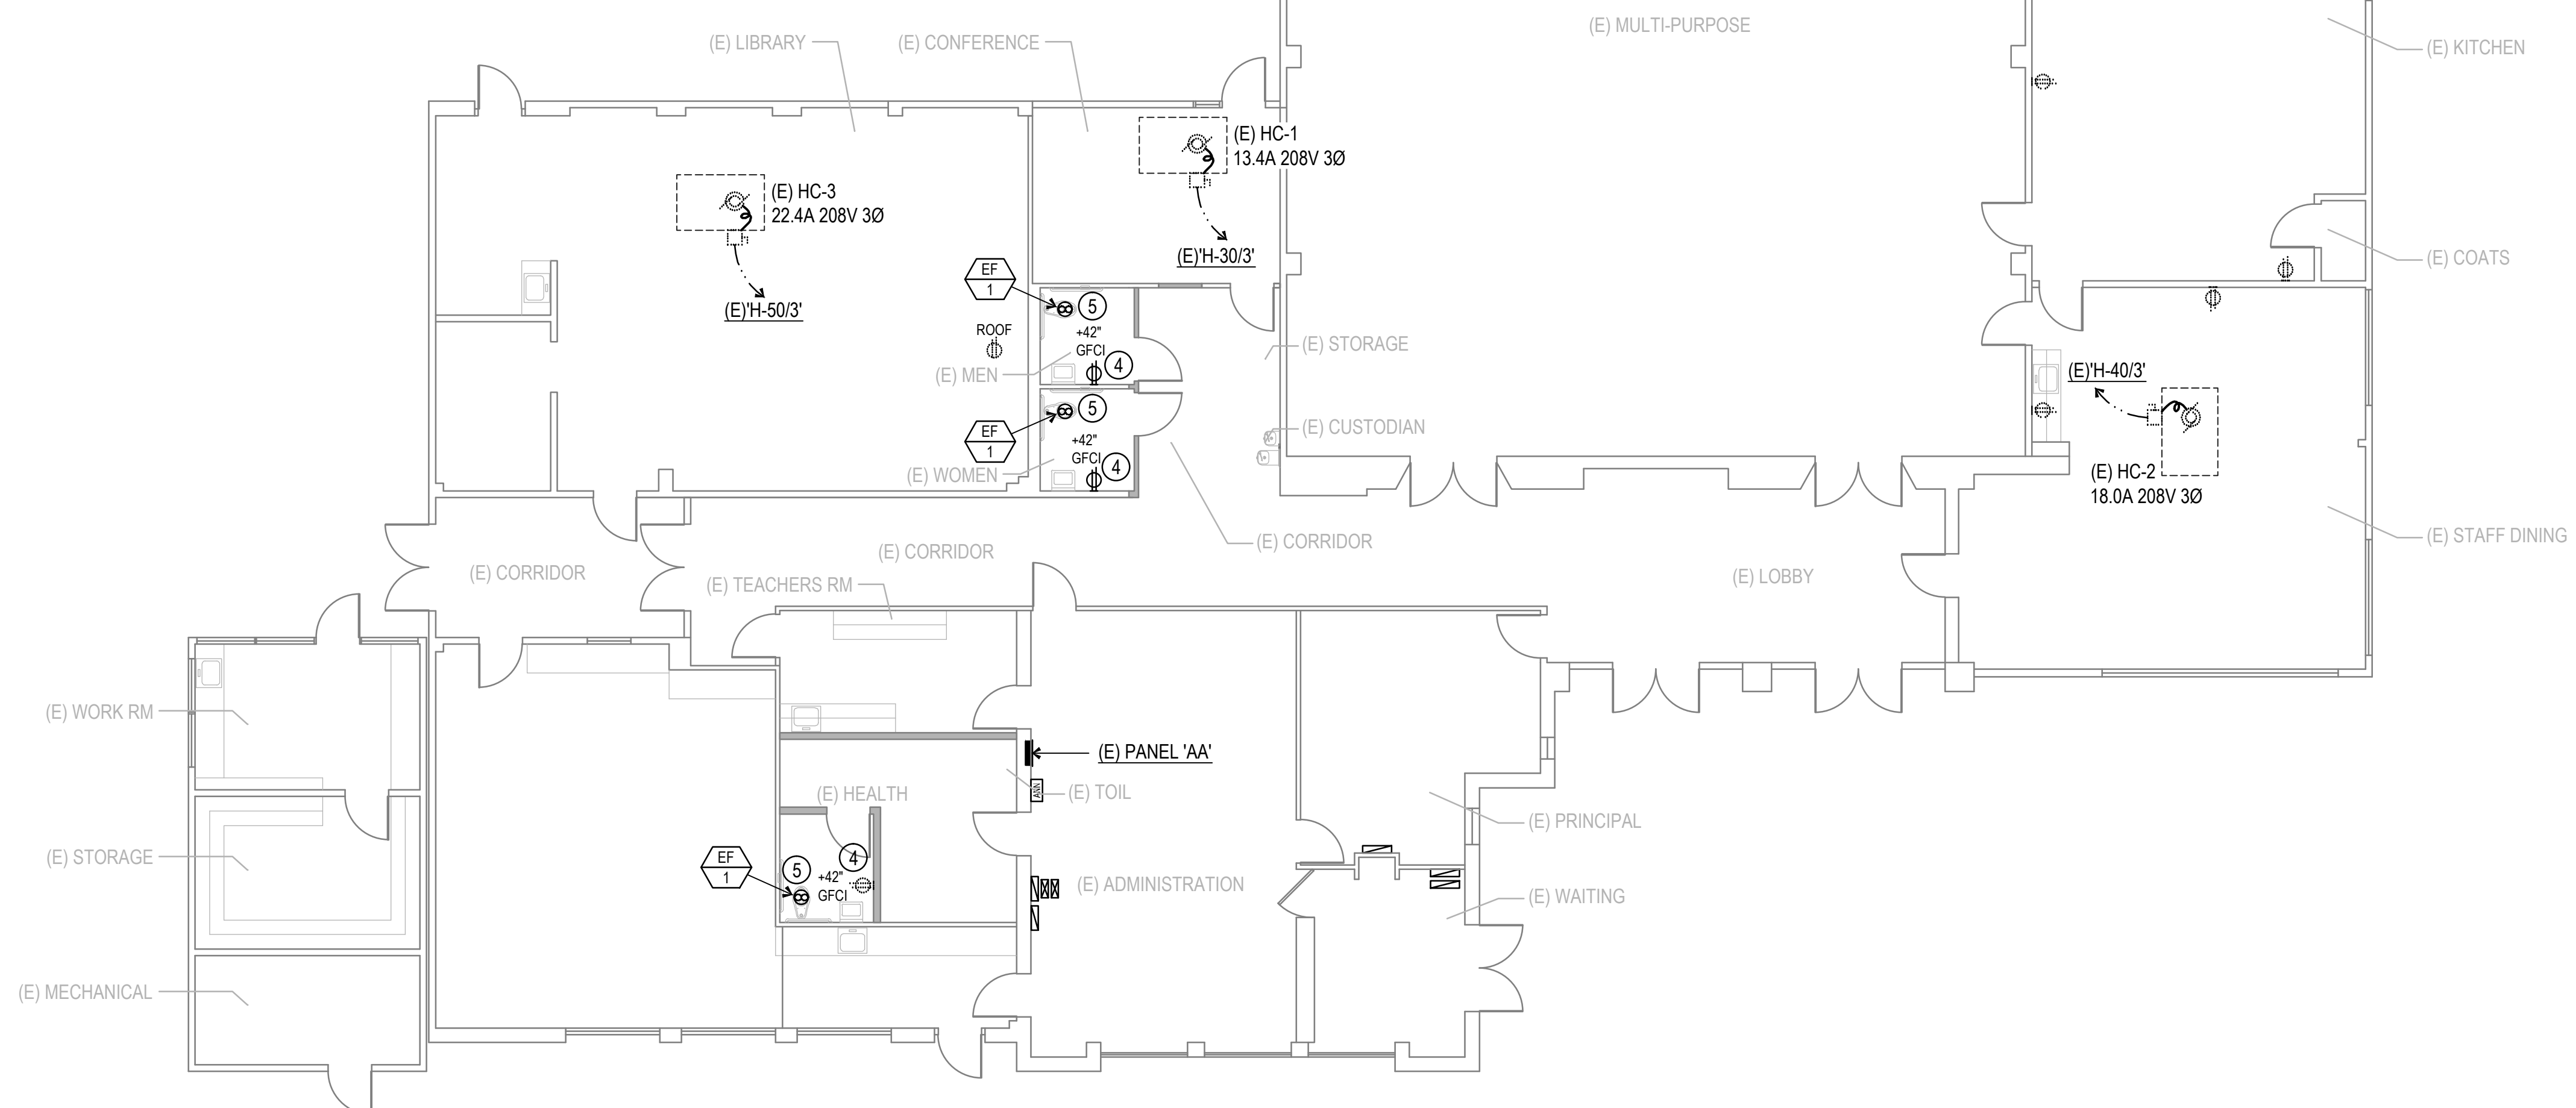 (E) MULTI-PURPOSE
(E) LIBRARY
(E) CONFERENCE
(E) KITCHEN
(E) HC-1
13.4A 208V 3Ø
(E) HC-3
22.4A 208V 3Ø
(E)'H-30/3'
(E) COATS
EF
1
5
(E)'H-50/3'
ROOF
+42"
GFCI
4
(E) MEN
(E) STORAGE
(E)'H-40/3'
EF
1
5
+42"
GFCI
4
(E) WOMEN
(E) CUSTODIAN
(E) HC-2
18.0A 208V 3Ø
(E) CORRIDOR
(E) STAFF DINING
(E) CORRIDOR
(E) CORRIDOR
(E) LOBBY
(E) TEACHERS RM
(E) WORK RM
(E) PANEL 'AA'
ANN
(E) TOIL
(E) HEALTH
(E) PRINCIPAL
(E) STORAGE
EF
1
5
4
+42"
GFCI
(E) ADMINISTRATION
(E) WAITING
(E) MECHANICAL